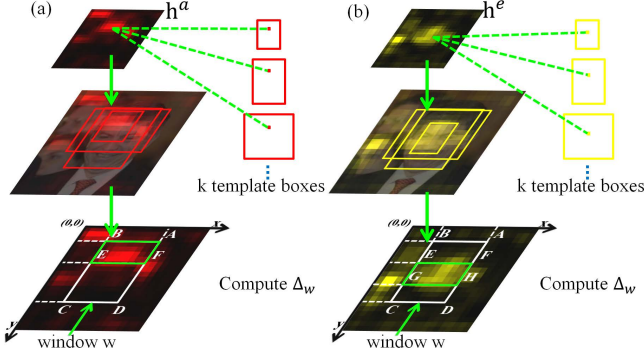 (a)
h^a
k template boxes
(0,0)
x
B
A
E
F
C
D
y
Compute Δ_w
window w
(b)
h^e
k template boxes
(0,0)
x
B
A
E
F
G
H
C
D
y
Compute Δ_w
window w